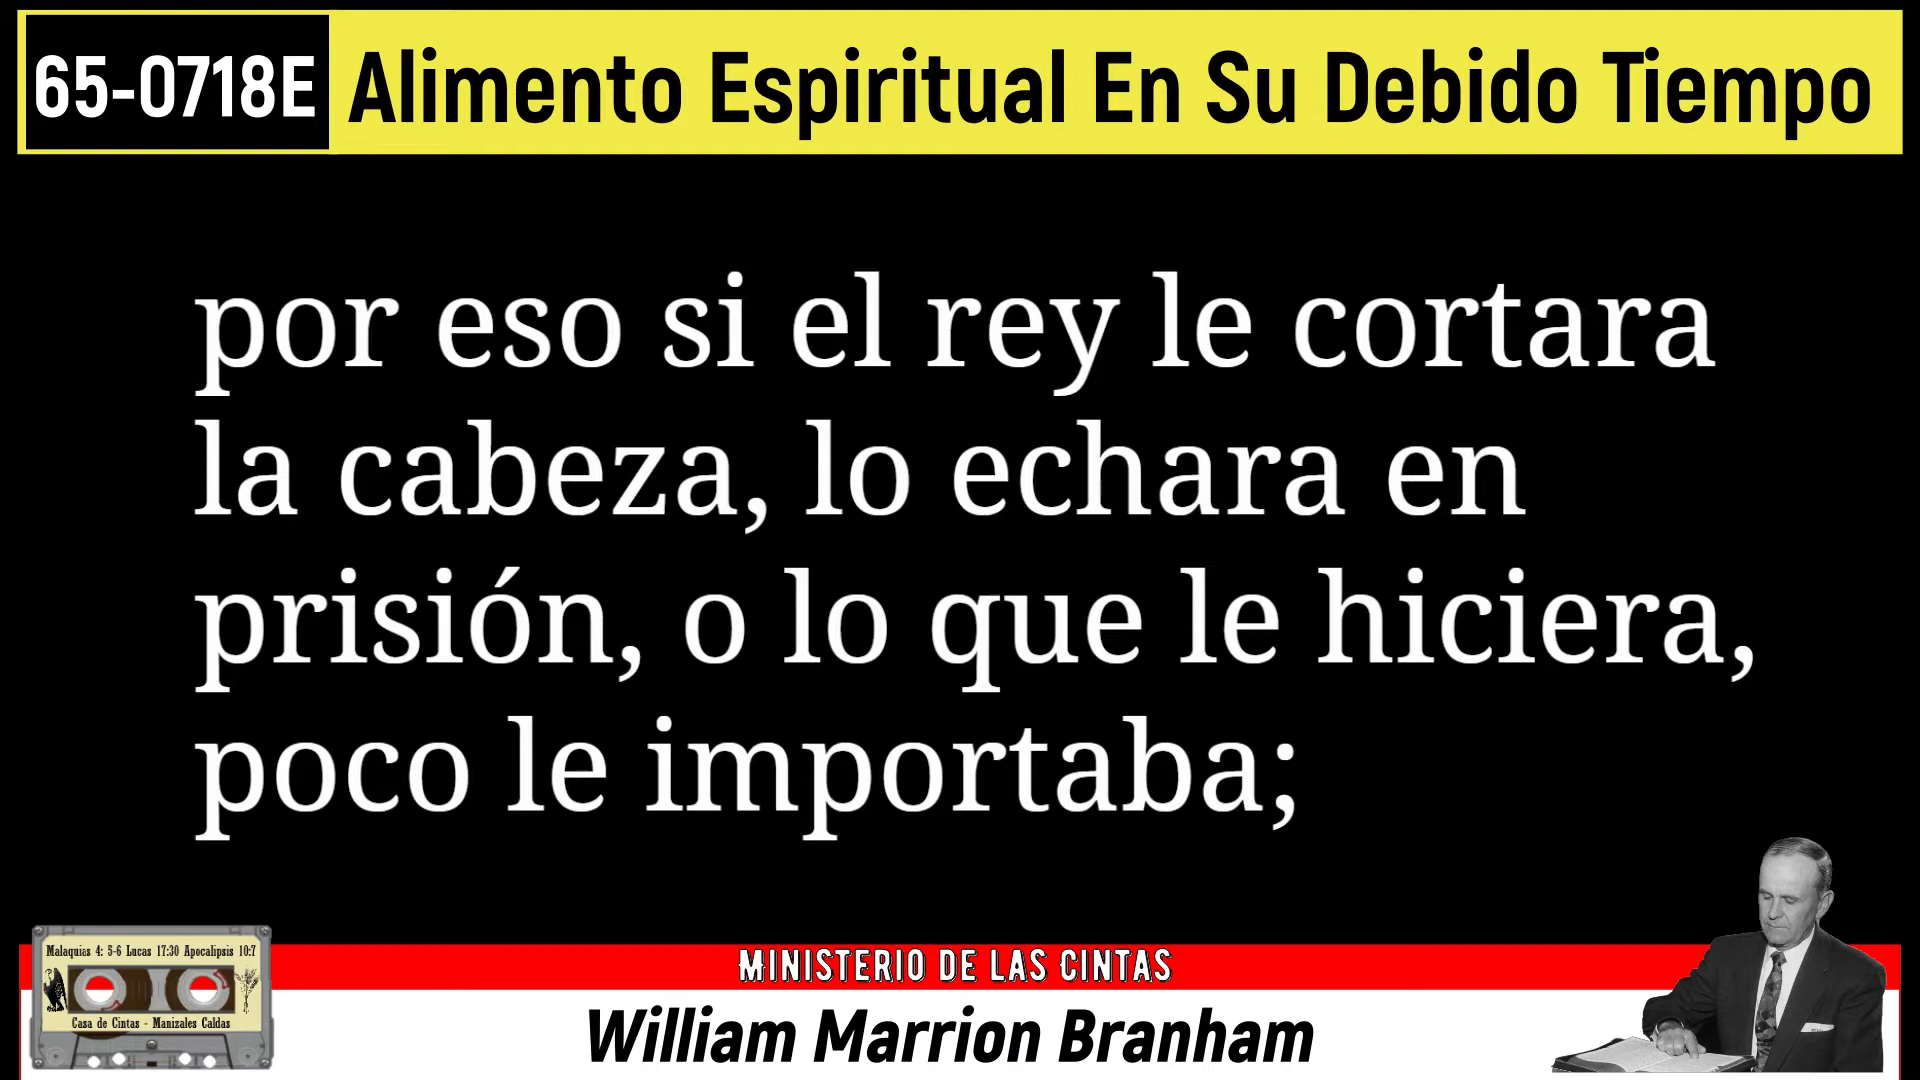 65-0718E Alimento Espiritual En Su Debido Tiempo
por eso si el rey le cortara
la cabeza, lo echara en
prisión, o lo que le hiciera,
poco le importaba;
Malaquias 4: 5-6 Lucas 17:30 Apocalipsis 10:7
Casa de Cintas - Manizales Caldas
MINISTERIO DE LAS CINTAS
William Marrion Branham